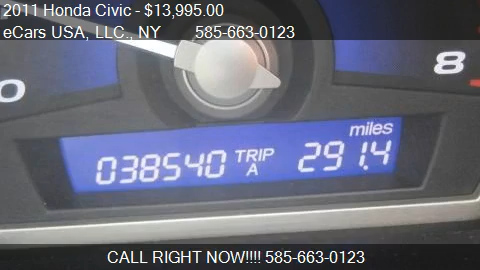 2011 Honda Civic - $13,995.00
eCars USA, LLC., NY 585-663-0123
0
8
miles
038540 TRIP A 291.4
CALL RIGHT NOW!!!! 585-663-0123